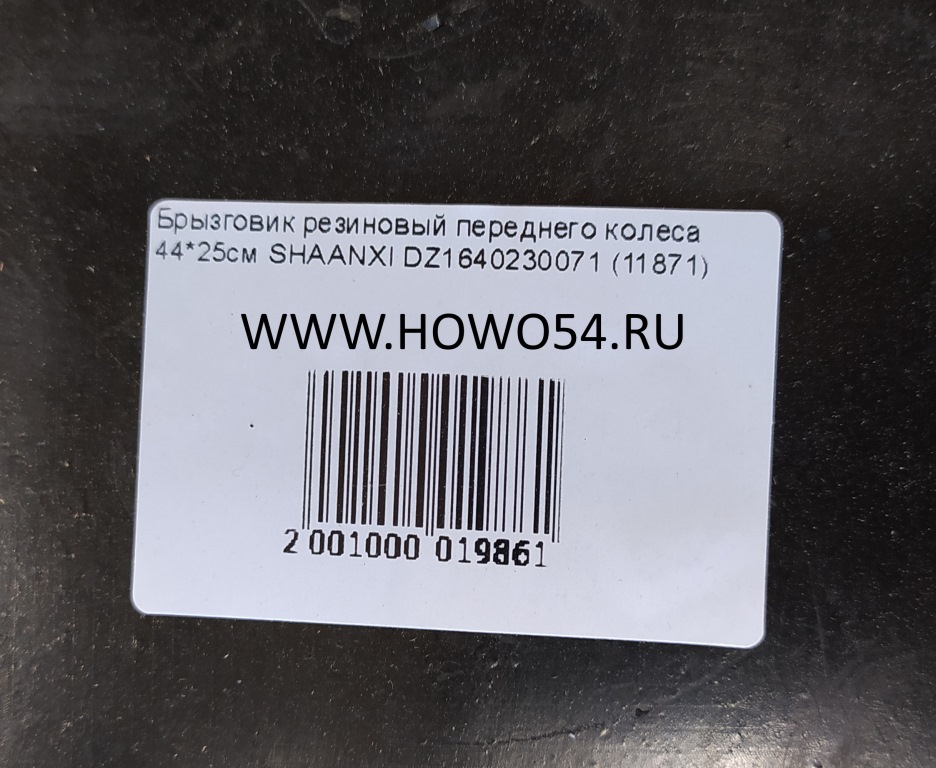 Брызговик резиновый переднего колеса
44*25см SHAANXI DZ1640230071 (11871)
WWW.HOWO54.RU
2 001000 019861